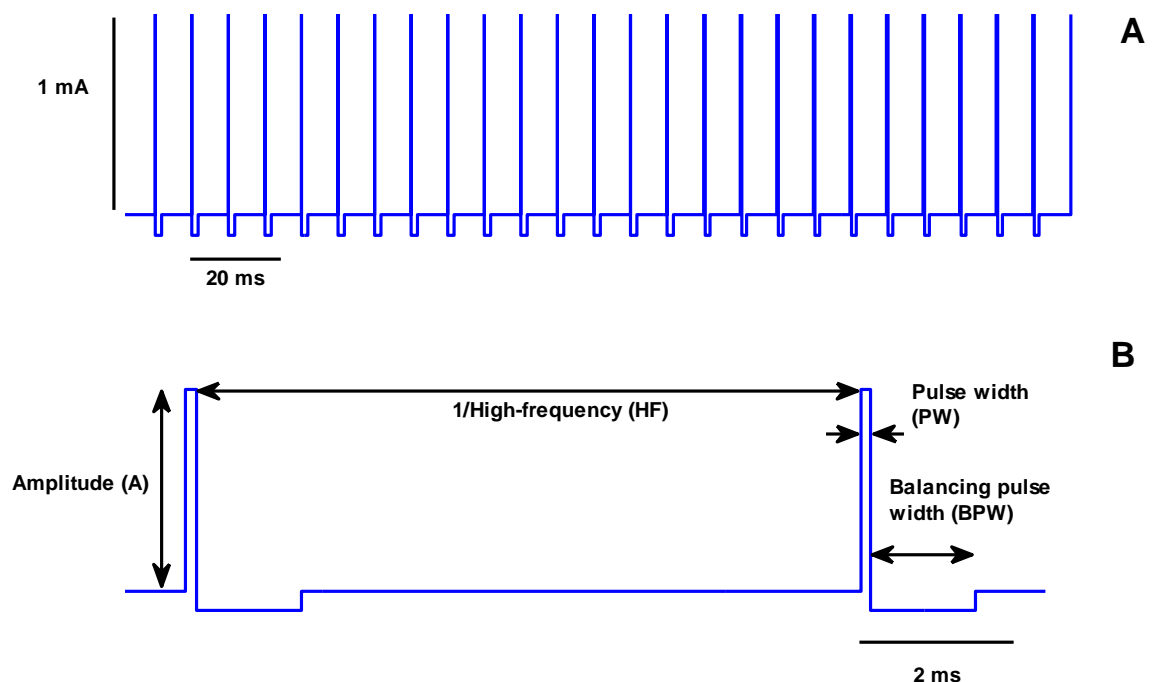 A
1 mA
20 ms
B
1/High-frequency (HF)
Pulse width
(PW)
Amplitude (A)
Balancing pulse
width (BPW)
2 ms